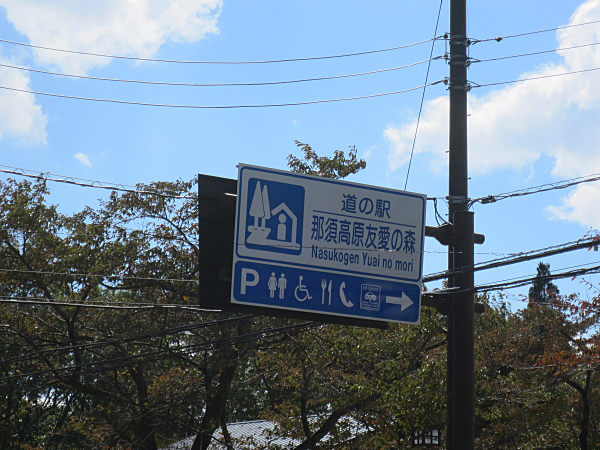 道の駅
那須高原友愛の森
Nasukogen Yuai no mori
P